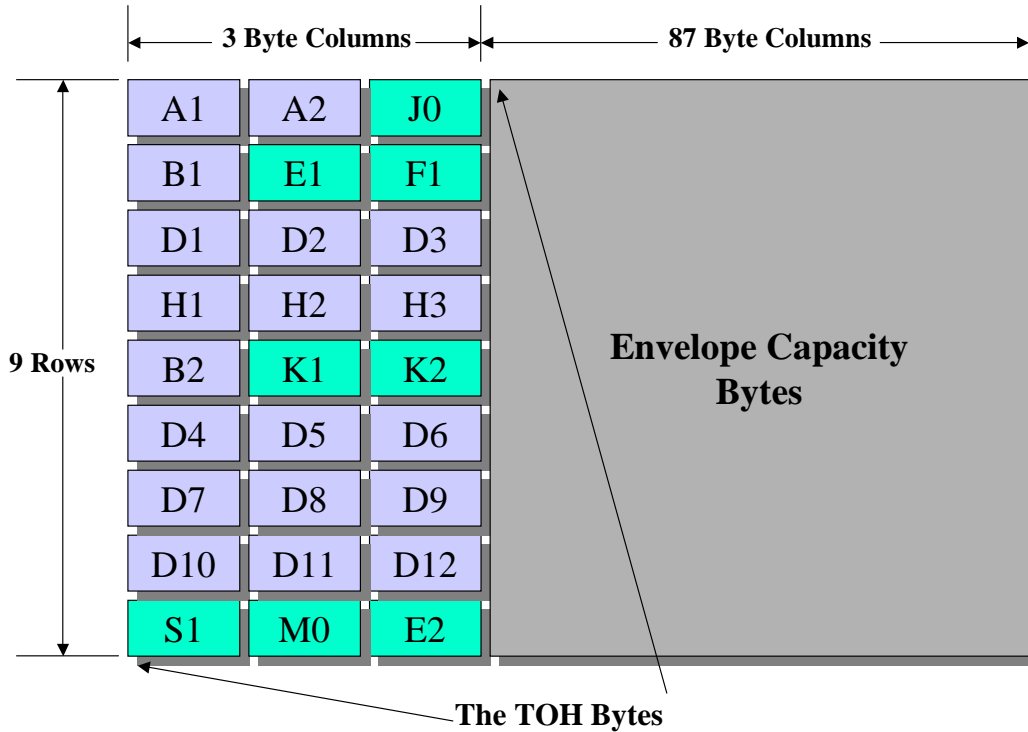 3 Byte Columns
87 Byte Columns
A1 A2 J0
B1 E1 F1
D1 D2 D3
H1 H2 H3
9 Rows
B2 K1 K2
Envelope Capacity
Bytes
D4 D5 D6
D7 D8 D9
D10 D11 D12
S1 M0 E2
The TOH Bytes